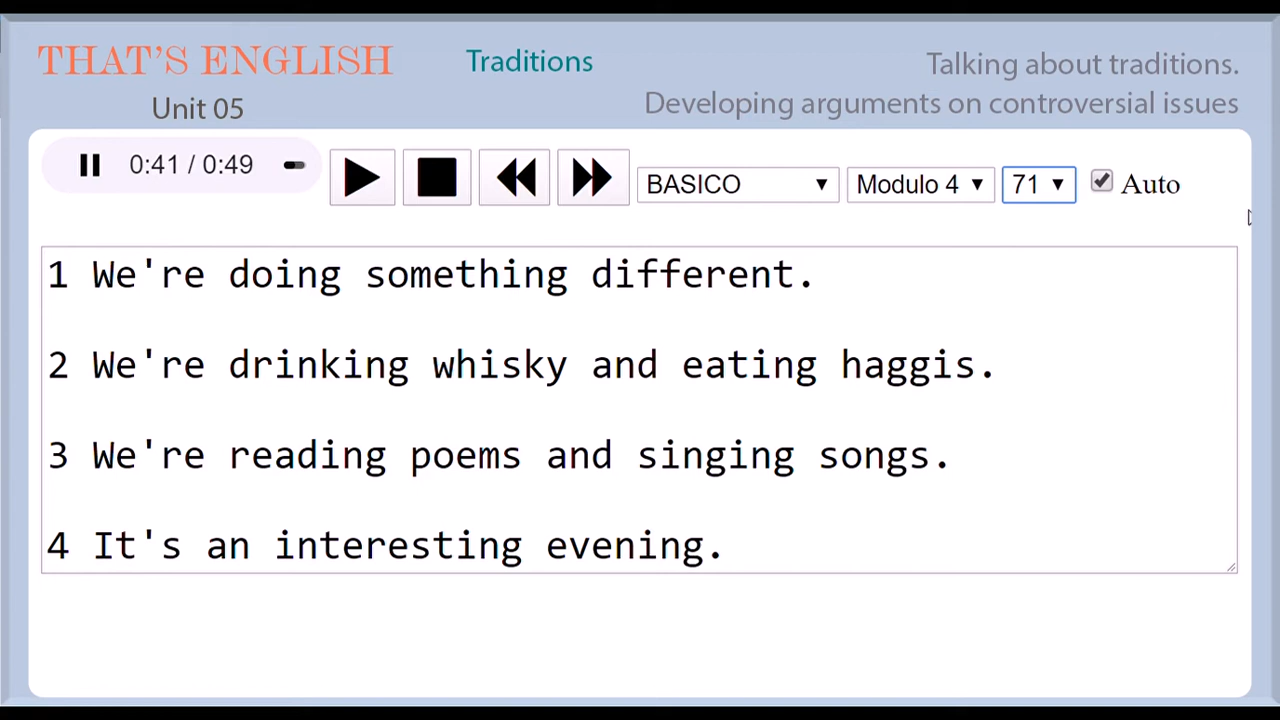 THAT'S ENGLISH
Traditions
Talking about traditions.
Unit 05
Developing arguments on controversial issues
0:41 / 0:49
BASICO
Modulo 4
71
Auto
1 We're doing something different.
2 We're drinking whisky and eating haggis.
3 We're reading poems and singing songs.
4 It's an interesting evening.